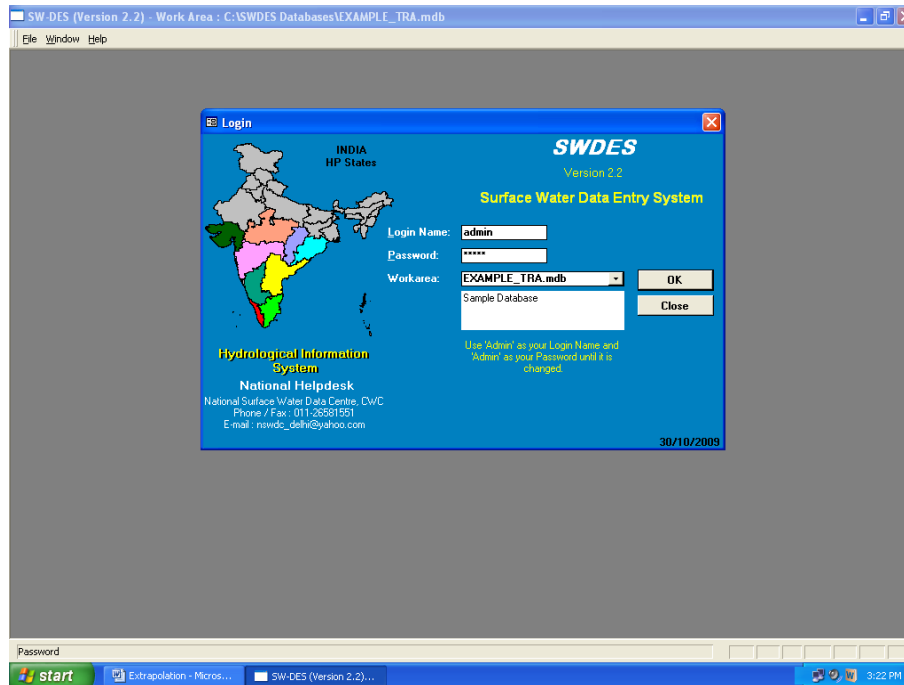 SW-DES (Version 2.2) - Work Area : C:\SWDES Databases\EXAMPLE_TRA.mdb
File Window Help
Login
INDIA
HP States
SWDES
Version 2.2
Surface Water Data Entry System
Login Name: admin
Password: *****
Workarea: EXAMPLE_TRA.mdb
OK
Sample Database
Close
Use 'Admin' as your Login Name and
'Admin' as your Password until it is
changed.
Hydrological Information
System
National Helpdesk
National Surface Water Data Centre, CWC
Phone / Fax : 011-26581551
E-mail : nswdc_delhi@yahoo.com
30/10/2009
Password
start
Extrapolation - Micros...
SW-DES (Version 2.2)...
3:22 PM